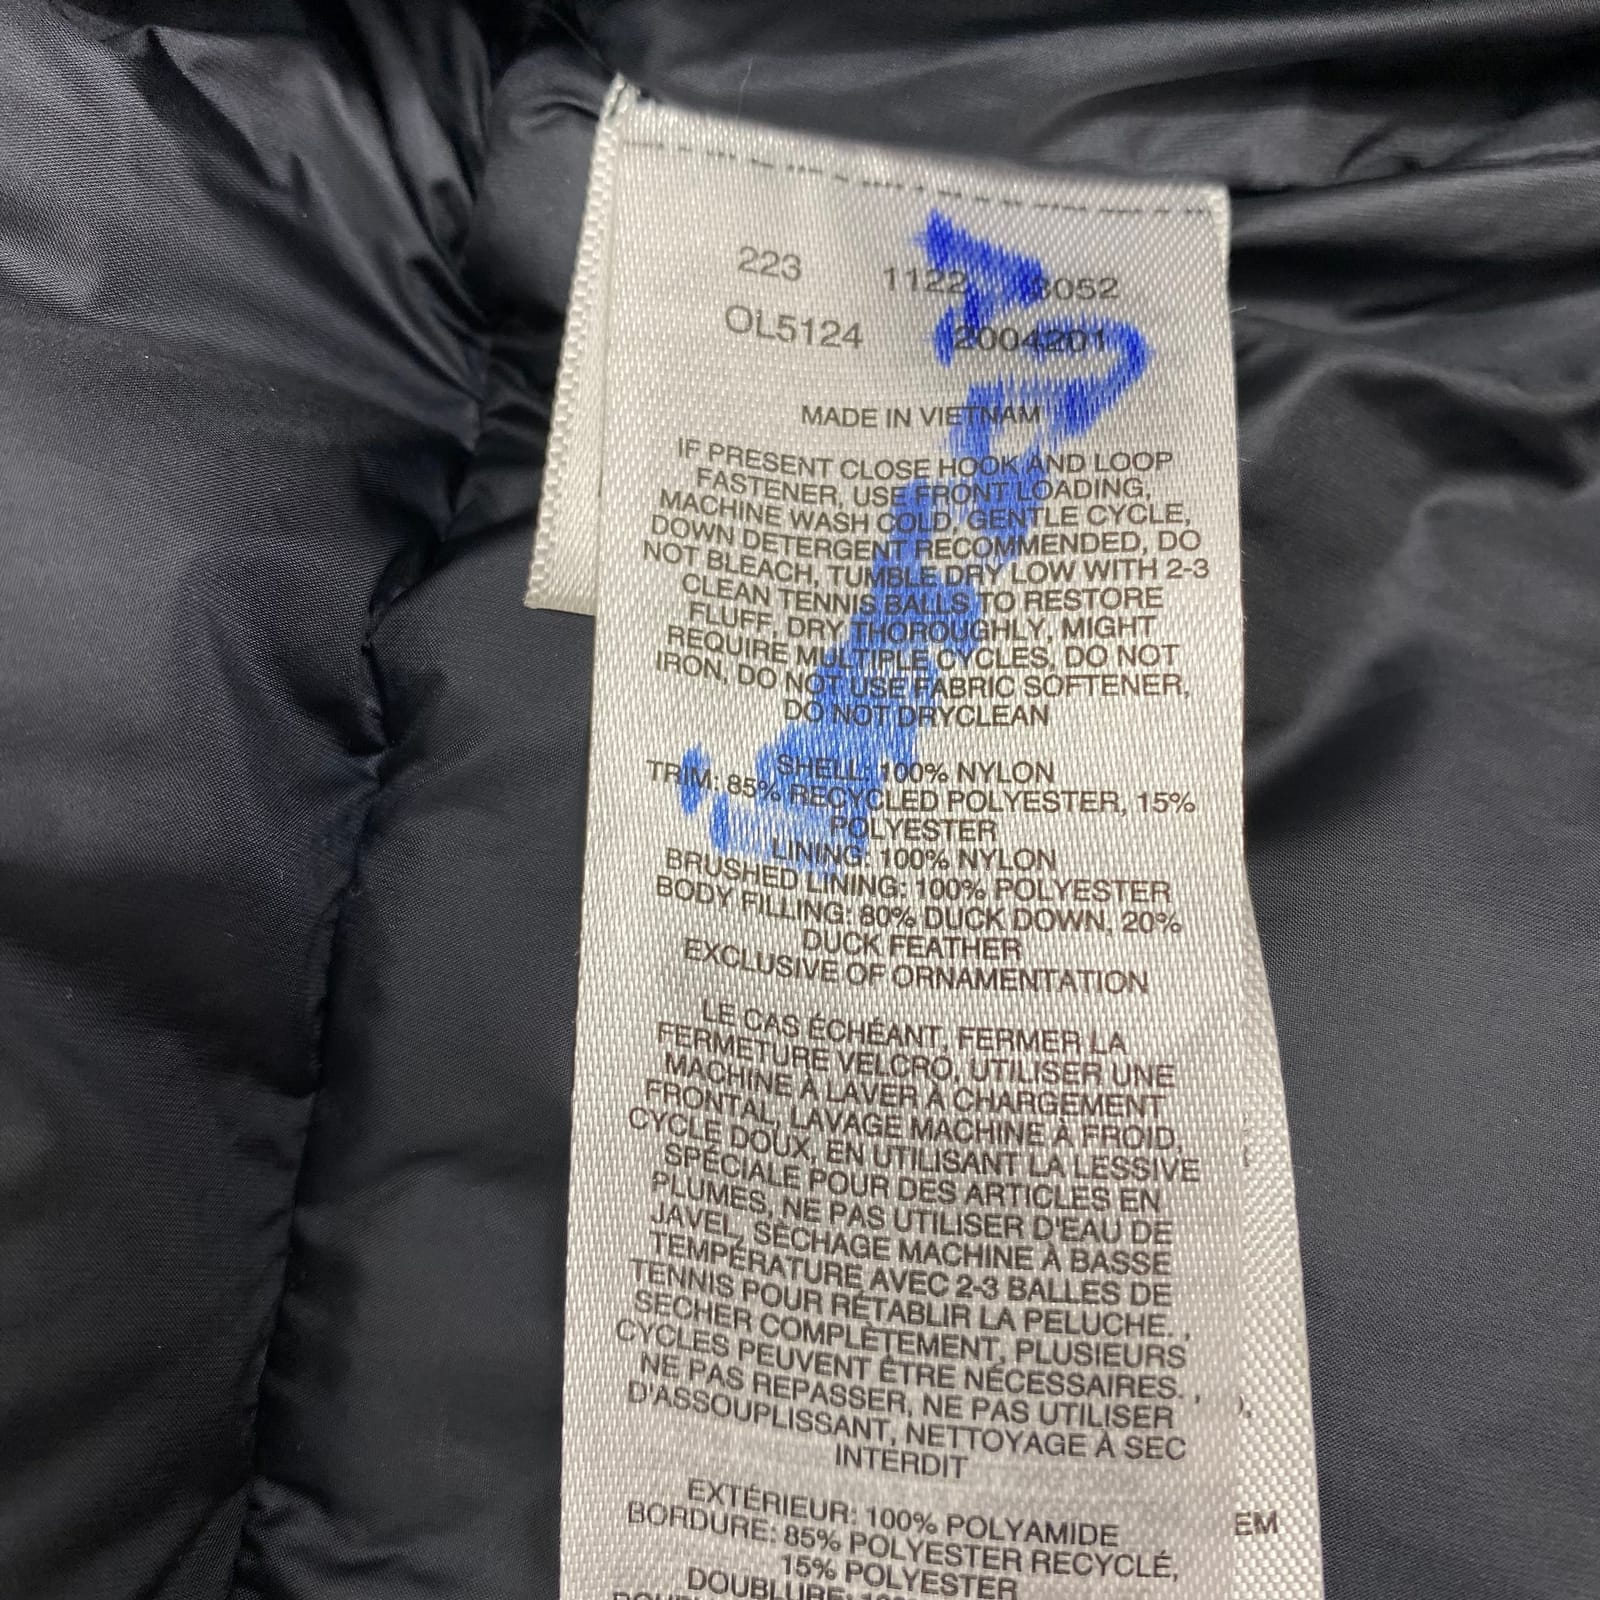 223 1122 3052
OL5124 2004201
MADE IN VIETNAM
IF PRESENT CLOSE HOOK AND LOOP
FASTENER, USE FRONT LOADING,
MACHINE WASH COLD, GENTLE CYCLE,
DOWN DETERGENT RECOMMENDED, DO
NOT BLEACH, TUMBLE DRY LOW WITH 2-3
CLEAN TENNIS BALLS TO RESTORE
FLUFF, DRY THOROUGHLY, MIGHT
REQUIRE MULTIPLE CYCLES, DO NOT
IRON, DO NOT USE FABRIC SOFTENER,
DO NOT DRYCLEAN
SHELL: 100% NYLON
TRIM: 85% RECYCLED POLYESTER, 15%
POLYESTER
LINING: 100% NYLON
BRUSHED LINING: 100% POLYESTER
BODY FILLING: 80% DUCK DOWN, 20%
DUCK FEATHER
EXCLUSIVE OF ORNAMENTATION
LE CAS ÉCHÉANT, FERMER LA
FERMETURE VELCRO, UTILISER UNE
MACHINE À LAVER À CHARGEMENT
FRONTAL, LAVAGE MACHINE À FROID,
CYCLE DOUX, EN UTILISANT LA LESSIVE
SPÉCIALE POUR DES ARTICLES EN
PLUMES, NE PAS UTILISER D'EAU DE
JAVEL, SÉCHAGE MACHINE À BASSE
TEMPÉRATURE AVEC 2-3 BALLES DE
TENNIS POUR RÉTABLIR LA PELUCHE. ,
SECHER COMPLÈTEMENT, PLUSIEURS
CYCLES PEUVENT ÊTRE NÉCESSAIRES. ,
NE PAS REPASSER, NE PAS UTILISER
D'ASSOUPLISSANT, NETTOYAGE À SEC
INTERDIT
EXTÉRIEUR: 100% POLYAMIDE
BORDURE: 85% POLYESTER RECYCLÉ,
15% POLYESTER
DOUBLURE:
EM